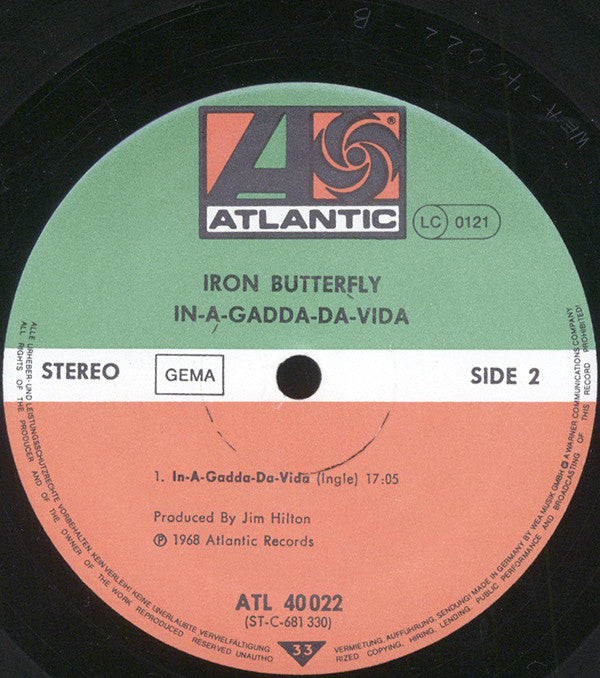 WEA-40022-B
ATLANTIC
®
LC 0121
IRON BUTTERFLY
IN-A-GADDA-DA-VIDA
STEREO
GEMA
SIDE 2
1. In-A-Gadda-Da-Vida (Ingle) 17:05
Produced By Jim Hilton
℗ 1968 Atlantic Records
ATL 40 022
(ST-C-681 330)
33
ALLE URHEBER-UND LEISTUNGSSCHUTZRECHTE VORBEHALTEN KEIN VERLEIH! KEINE UNERLAUBTE VERVIELFÄLTIGUNG, VERMIETUNG, AUFFÜHRUNG, SENDUNG! MADE IN GERMANY BY WEA MUSIK GMBH A WARNER COMMUNICATIONS COMPANY
ALL RIGHTS OF THE PRODUCER AND OF THE OWNER OF THE WORK REPRODUCED RESERVED UNAUTHORIZED COPYING, HIRING, LENDING, PUBLIC PERFORMANCE AND BROADCASTING OF THIS RECORD PROHIBITED!